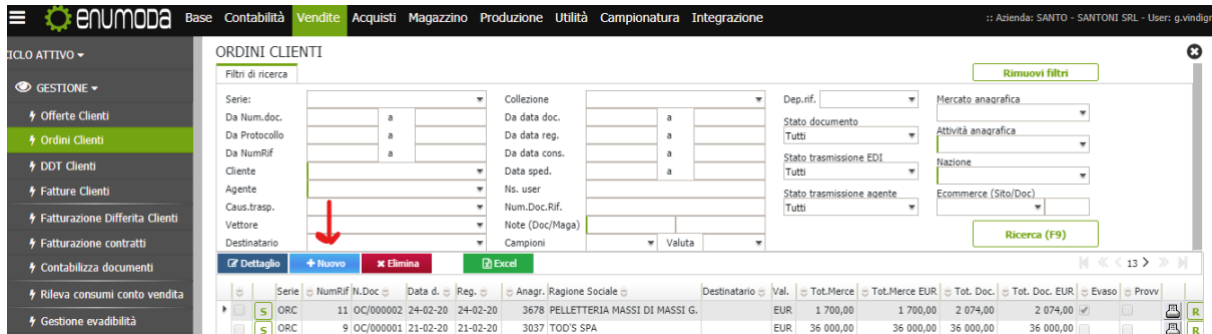 enumoda Base Contabilità Vendite Acquisti Magazzino Produzione Utilità Campionatura Integrazione :: Azienda: SANTO - SANTONI SRL - User: g.vindigr
CICLO ATTIVO
GESTIONE
Offerte Clienti
Ordini Clienti
DDT Clienti
Fatture Clienti
Fatturazione Differita Clienti
Fatturazione contratti
Contabilizza documenti
Rileva consumi conto vendita
Gestione evadibilità
ORDINI CLIENTI
Filtri di ricerca Rimuovi filtri
Serie: Collezione Dep.rif. Mercato anagrafica
Da Num.doc. a Da data doc. a Stato documento
Da Protocollo a Da data reg. a Tutti Attività anagrafica
Da NumRif a Da data cons. a Stato trasmissione EDI
Cliente Data sped. a Tutti Nazione
Agente Ns. user Stato trasmissione agente Ecommerce (Sito/Doc)
Caus.trasp. Num.Doc.Rif. Tutti
Vettore Note (Doc/Maga) Ricerca (F9)
Destinatario Campioni Valuta
Dettaglio + Nuovo Elimina Excel 13
Serie NumRif N.Doc Data d. Reg. Anagr. Ragione Sociale Destinatario Val. Tot.Merce Tot.Merce EUR Tot. Doc. Tot. Doc. EUR Evaso Provv
S ORC 11 OC/000002 24-02-20 24-02-20 3678 PELLETTERIA MASSI DI MASSI G. EUR 1 700,00 1 700,00 2 074,00 2 074,00 R
S ORC 9 OC/000001 21-02-20 21-02-20 3037 TOD'S SPA EUR 36 000,00 36 000,00 36 000,00 36 000,00 R